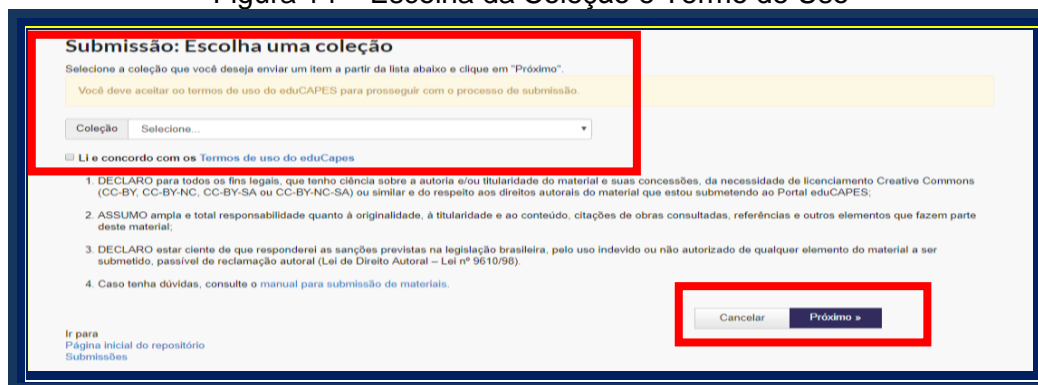 Figura 14 – Escolha da Coleção e Termo de Uso
Submissão: Escolha uma coleção
Selecione a coleção que você deseja enviar um item a partir da lista abaixo e clique em "Próximo".
Você deve aceitar oo termos de uso do eduCAPES para prosseguir com o processo de submissão.
Coleção Selecione...
Li e concordo com os Termos de uso do eduCapes
1. DECLARO para todos os fins legais, que tenho ciência sobre a autoria e/ou titularidade do material e suas concessões, da necessidade de licenciamento Creative Commons
(CC-BY, CC-BY-NC, CC-BY-SA ou CC-BY-NC-SA) ou similar e do respeito aos direitos autorais do material que estou submetendo ao Portal eduCAPES;
2. ASSUMO ampla e total responsabilidade quanto à originalidade, à titularidade e ao conteúdo, citações de obras consultadas, referências e outros elementos que fazem parte
deste material;
3. DECLARO estar ciente de que responderei as sanções previstas na legislação brasileira, pelo uso indevido ou não autorizado de qualquer elemento do material a ser
submetido, passível de reclamação autoral (Lei de Direito Autoral – Lei nº 9610/98).
4. Caso tenha dúvidas, consulte o manual para submissão de materiais.
Cancelar Próximo »
Ir para
Página inicial do repositório
Submissões